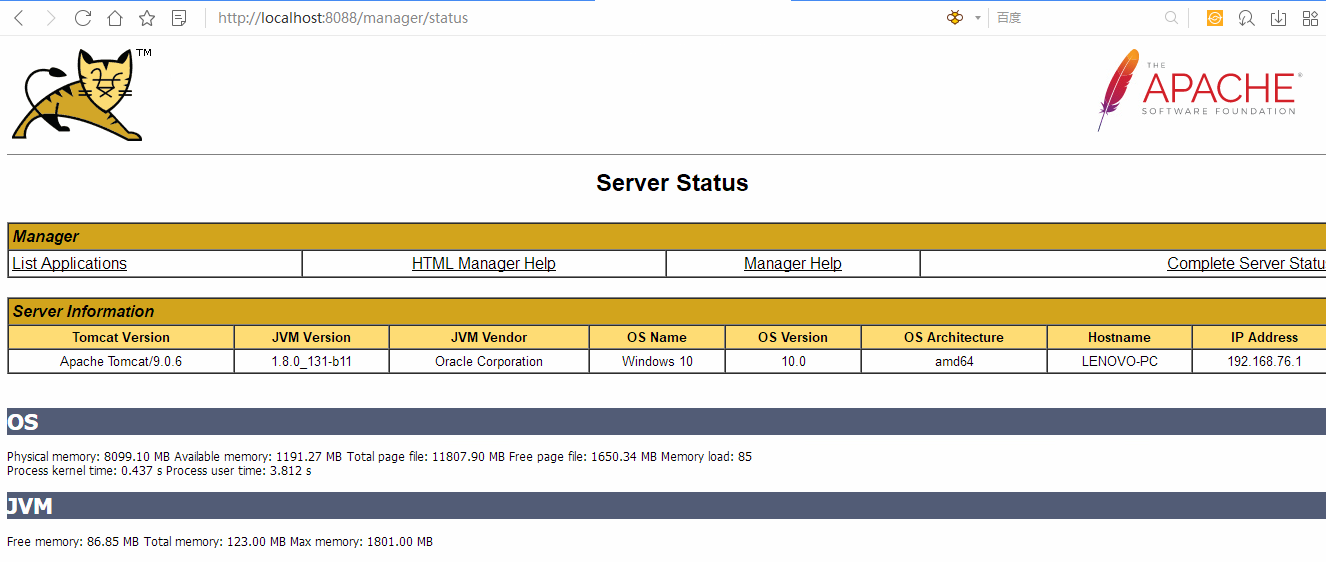 http://localhost:8088/manager/status 百度
TM
THE
APACHE®
SOFTWARE FOUNDATION
Server Status
Manager
List Applications HTML Manager Help Manager Help Complete Server Statu
Server Information
Tomcat Version JVM Version JVM Vendor OS Name OS Version OS Architecture Hostname IP Address
Apache Tomcat/9.0.6 1.8.0_131-b11 Oracle Corporation Windows 10 10.0 amd64 LENOVO-PC 192.168.76.1
OS
Physical memory: 8099.10 MB Available memory: 1191.27 MB Total page file: 11807.90 MB Free page file: 1650.34 MB Memory load: 85
Process kernel time: 0.437 s Process user time: 3.812 s
JVM
Free memory: 86.85 MB Total memory: 123.00 MB Max memory: 1801.00 MB